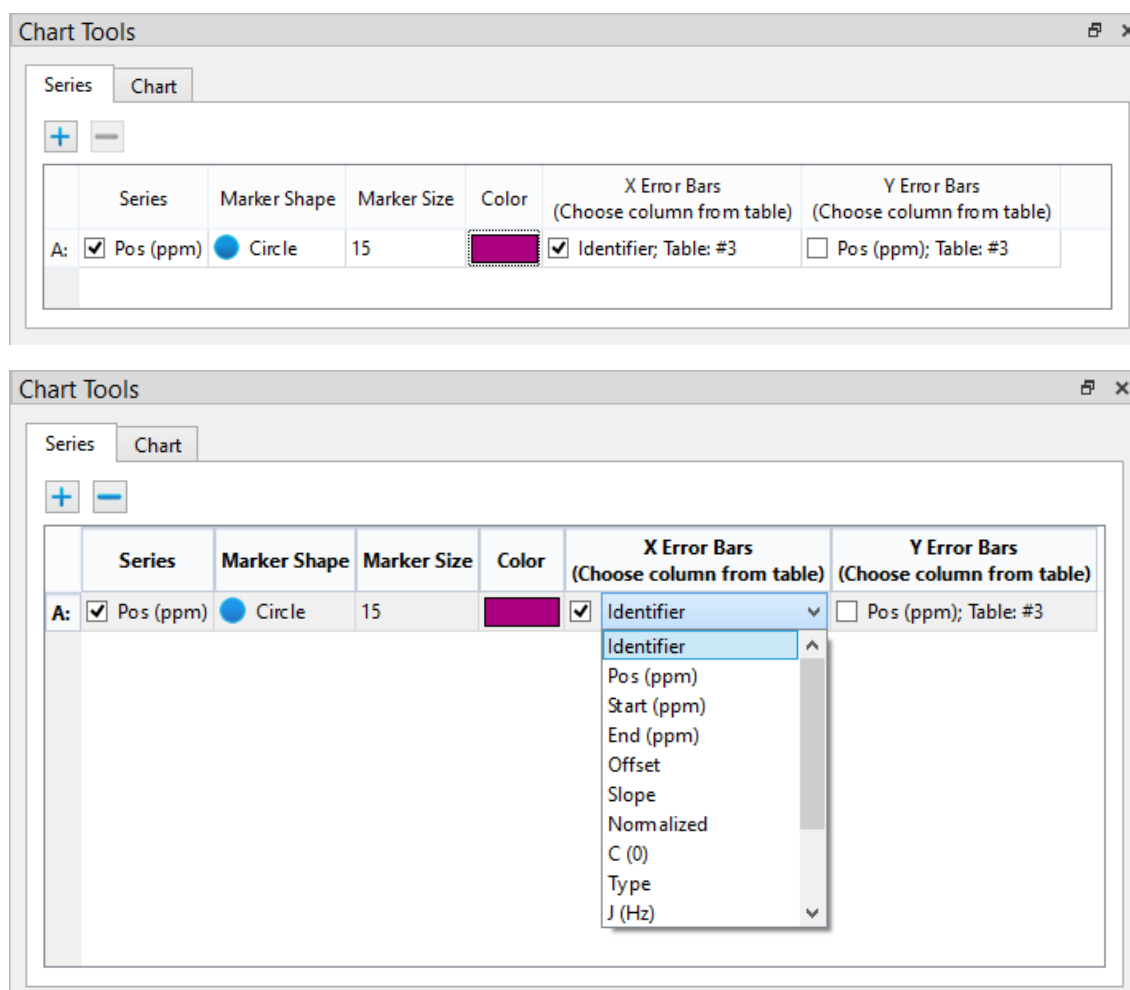 Chart Tools
Series Chart
Series Marker Shape Marker Size Color X Error Bars (Choose column from table) Y Error Bars (Choose column from table)
A: Pos (ppm) Circle 15 Identifier; Table: #3 Pos (ppm); Table: #3
Chart Tools
Series Chart
Series Marker Shape Marker Size Color X Error Bars (Choose column from table) Y Error Bars (Choose column from table)
A: Pos (ppm) Circle 15 Identifier Pos (ppm); Table: #3
Identifier
Pos (ppm)
Start (ppm)
End (ppm)
Offset
Slope
Normalized
C (0)
Type
J (Hz)